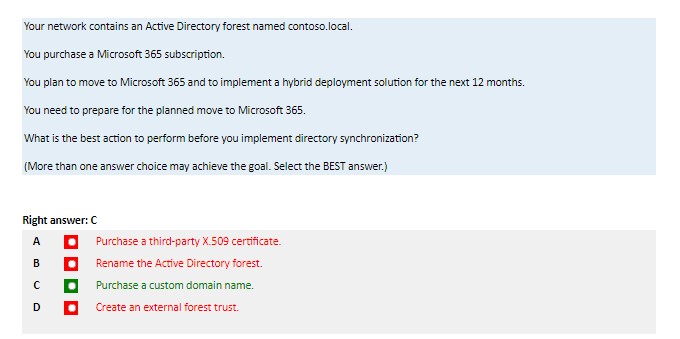 Your network contains an Active Directory forest named contoso.local.
You purchase a Microsoft 365 subscription.
You plan to move to Microsoft 365 and to implement a hybrid deployment solution for the next 12 months.
You need to prepare for the planned move to Microsoft 365.
What is the best action to perform before you implement directory synchronization?
(More than one answer choice may achieve the goal. Select the BEST answer.)
Right answer: C
A Purchase a third-party X.509 certificate.
B Rename the Active Directory forest.
C Purchase a custom domain name.
D Create an external forest trust.